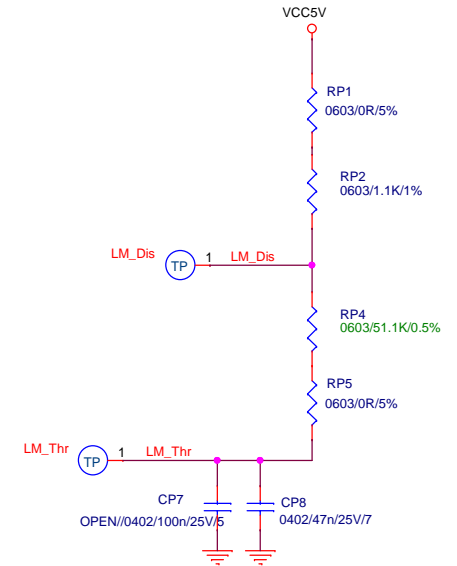 VCC5V
RP1
0603/0R/5%
RP2
0603/1.1K/1%
LM_Dis
TP
1
LM_Dis
RP4
0603/51.1K/0.5%
RP5
0603/0R/5%
LM_Thr
TP
1
LM_Thr
CP7
OPEN//0402/100n/25V/5
CP8
0402/47n/25V/7